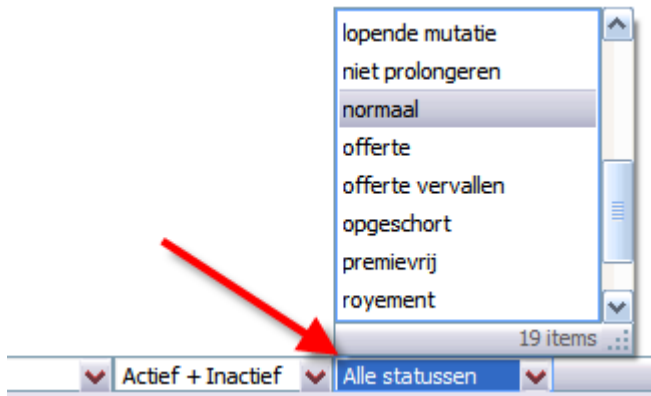 lopende mutatie
niet prolongeren
normaal
offerte
offerte vervallen
opgeschort
premievrij
royement
19 items
Actief + Inactief Alle statussen